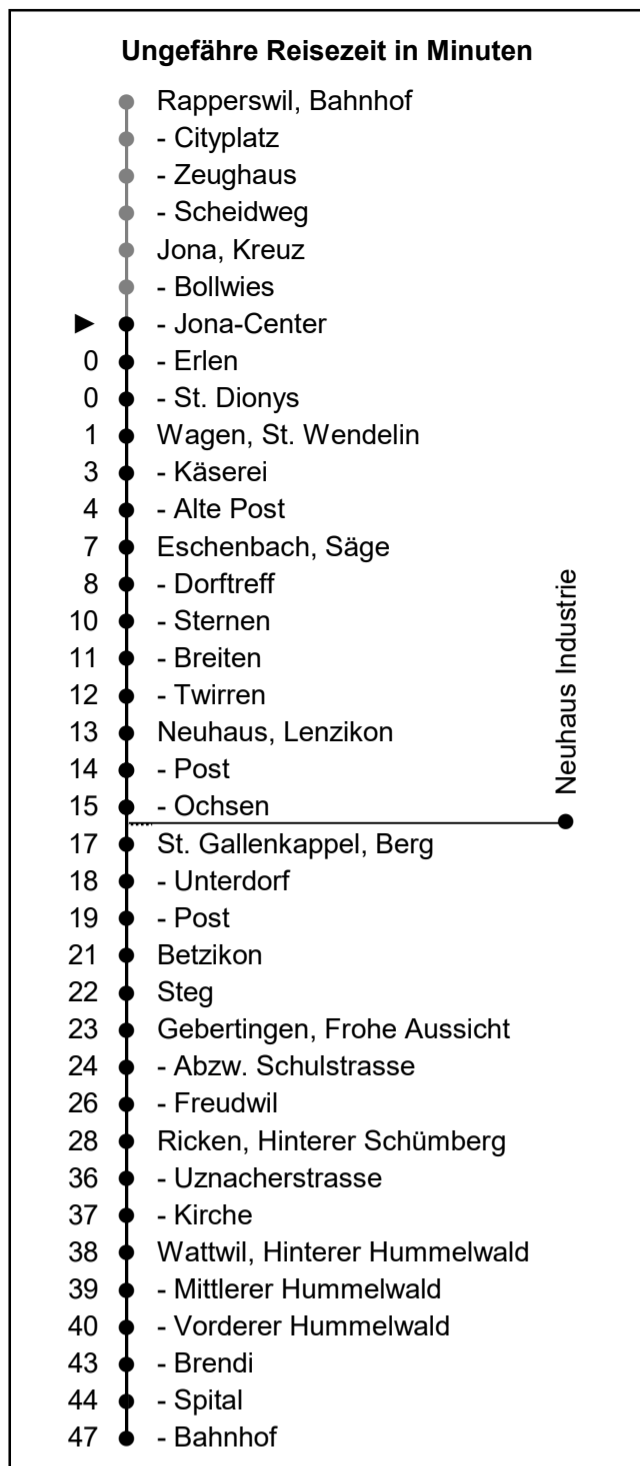 Ungefähre Reisezeit in Minuten
Rapperswil, Bahnhof
- Cityplatz
- Zeughaus
- Scheidweg
Jona, Kreuz
- Bollwies
- Jona-Center
0 - Erlen
0 - St. Dionys
1 Wagen, St. Wendelin
3 - Käserei
4 - Alte Post
7 Eschenbach, Säge
8 - Dorftreff
10 - Sternen
11 - Breiten
12 - Twirren
13 Neuhaus, Lenzikon
14 - Post
15 - Ochsen
Neuhaus Industrie
17 St. Gallenkappel, Berg
18 - Unterdorf
19 - Post
21 Betzikon
22 Steg
23 Gebertingen, Frohe Aussicht
24 - Abzw. Schulstrasse
26 - Freudwil
28 Ricken, Hinterer Schümberg
36 - Uznacherstrasse
37 - Kirche
38 Wattwil, Hinterer Hummelwald
39 - Mittlerer Hummelwald
40 - Vorderer Hummelwald
43 - Brendi
44 - Spital
47 - Bahnhof